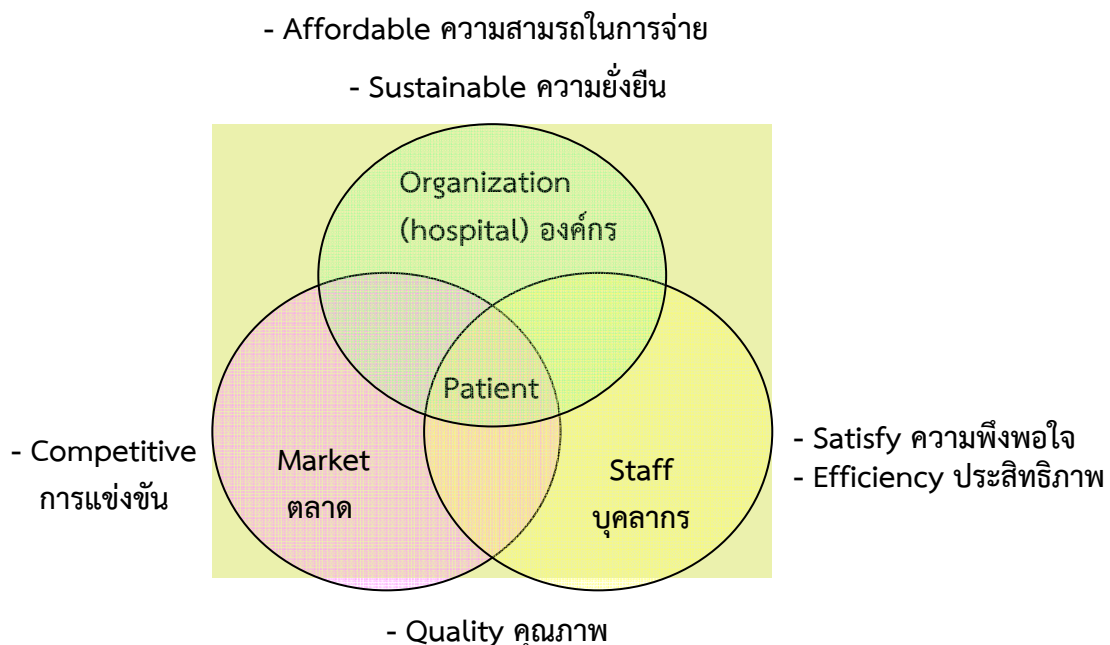 - Affordable ความสามรถในการจ่าย
- Sustainable ความยั่งยืน
Organization
(hospital) องค์กร
Patient
- Competitive
การแข่งขัน
Market
ตลาด
Staff
บุคลากร
- Satisfy ความพึงพอใจ
- Efficiency ประสิทธิภาพ
- Quality คุณภาพ